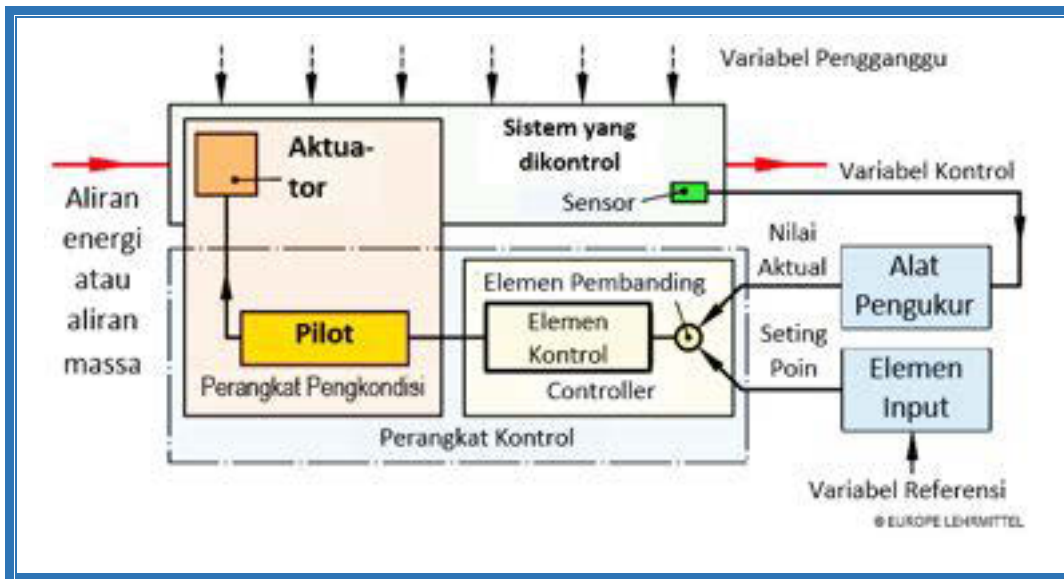 Variabel Pengganggu
Sistem yang
dikontrol
Aktua-
tor
Variabel Kontrol
Sensor
Aliran
energi
atau
aliran
massa
Nilai
Aktual
Alat
Pengukur
Elemen Pembanding
Pilot
Elemen
Kontrol
Seting
Poin
Elemen
Input
Perangkat Pengkondisi
Controller
Perangkat Kontrol
Variabel Referensi
© EUROPE LEHRMITTEL